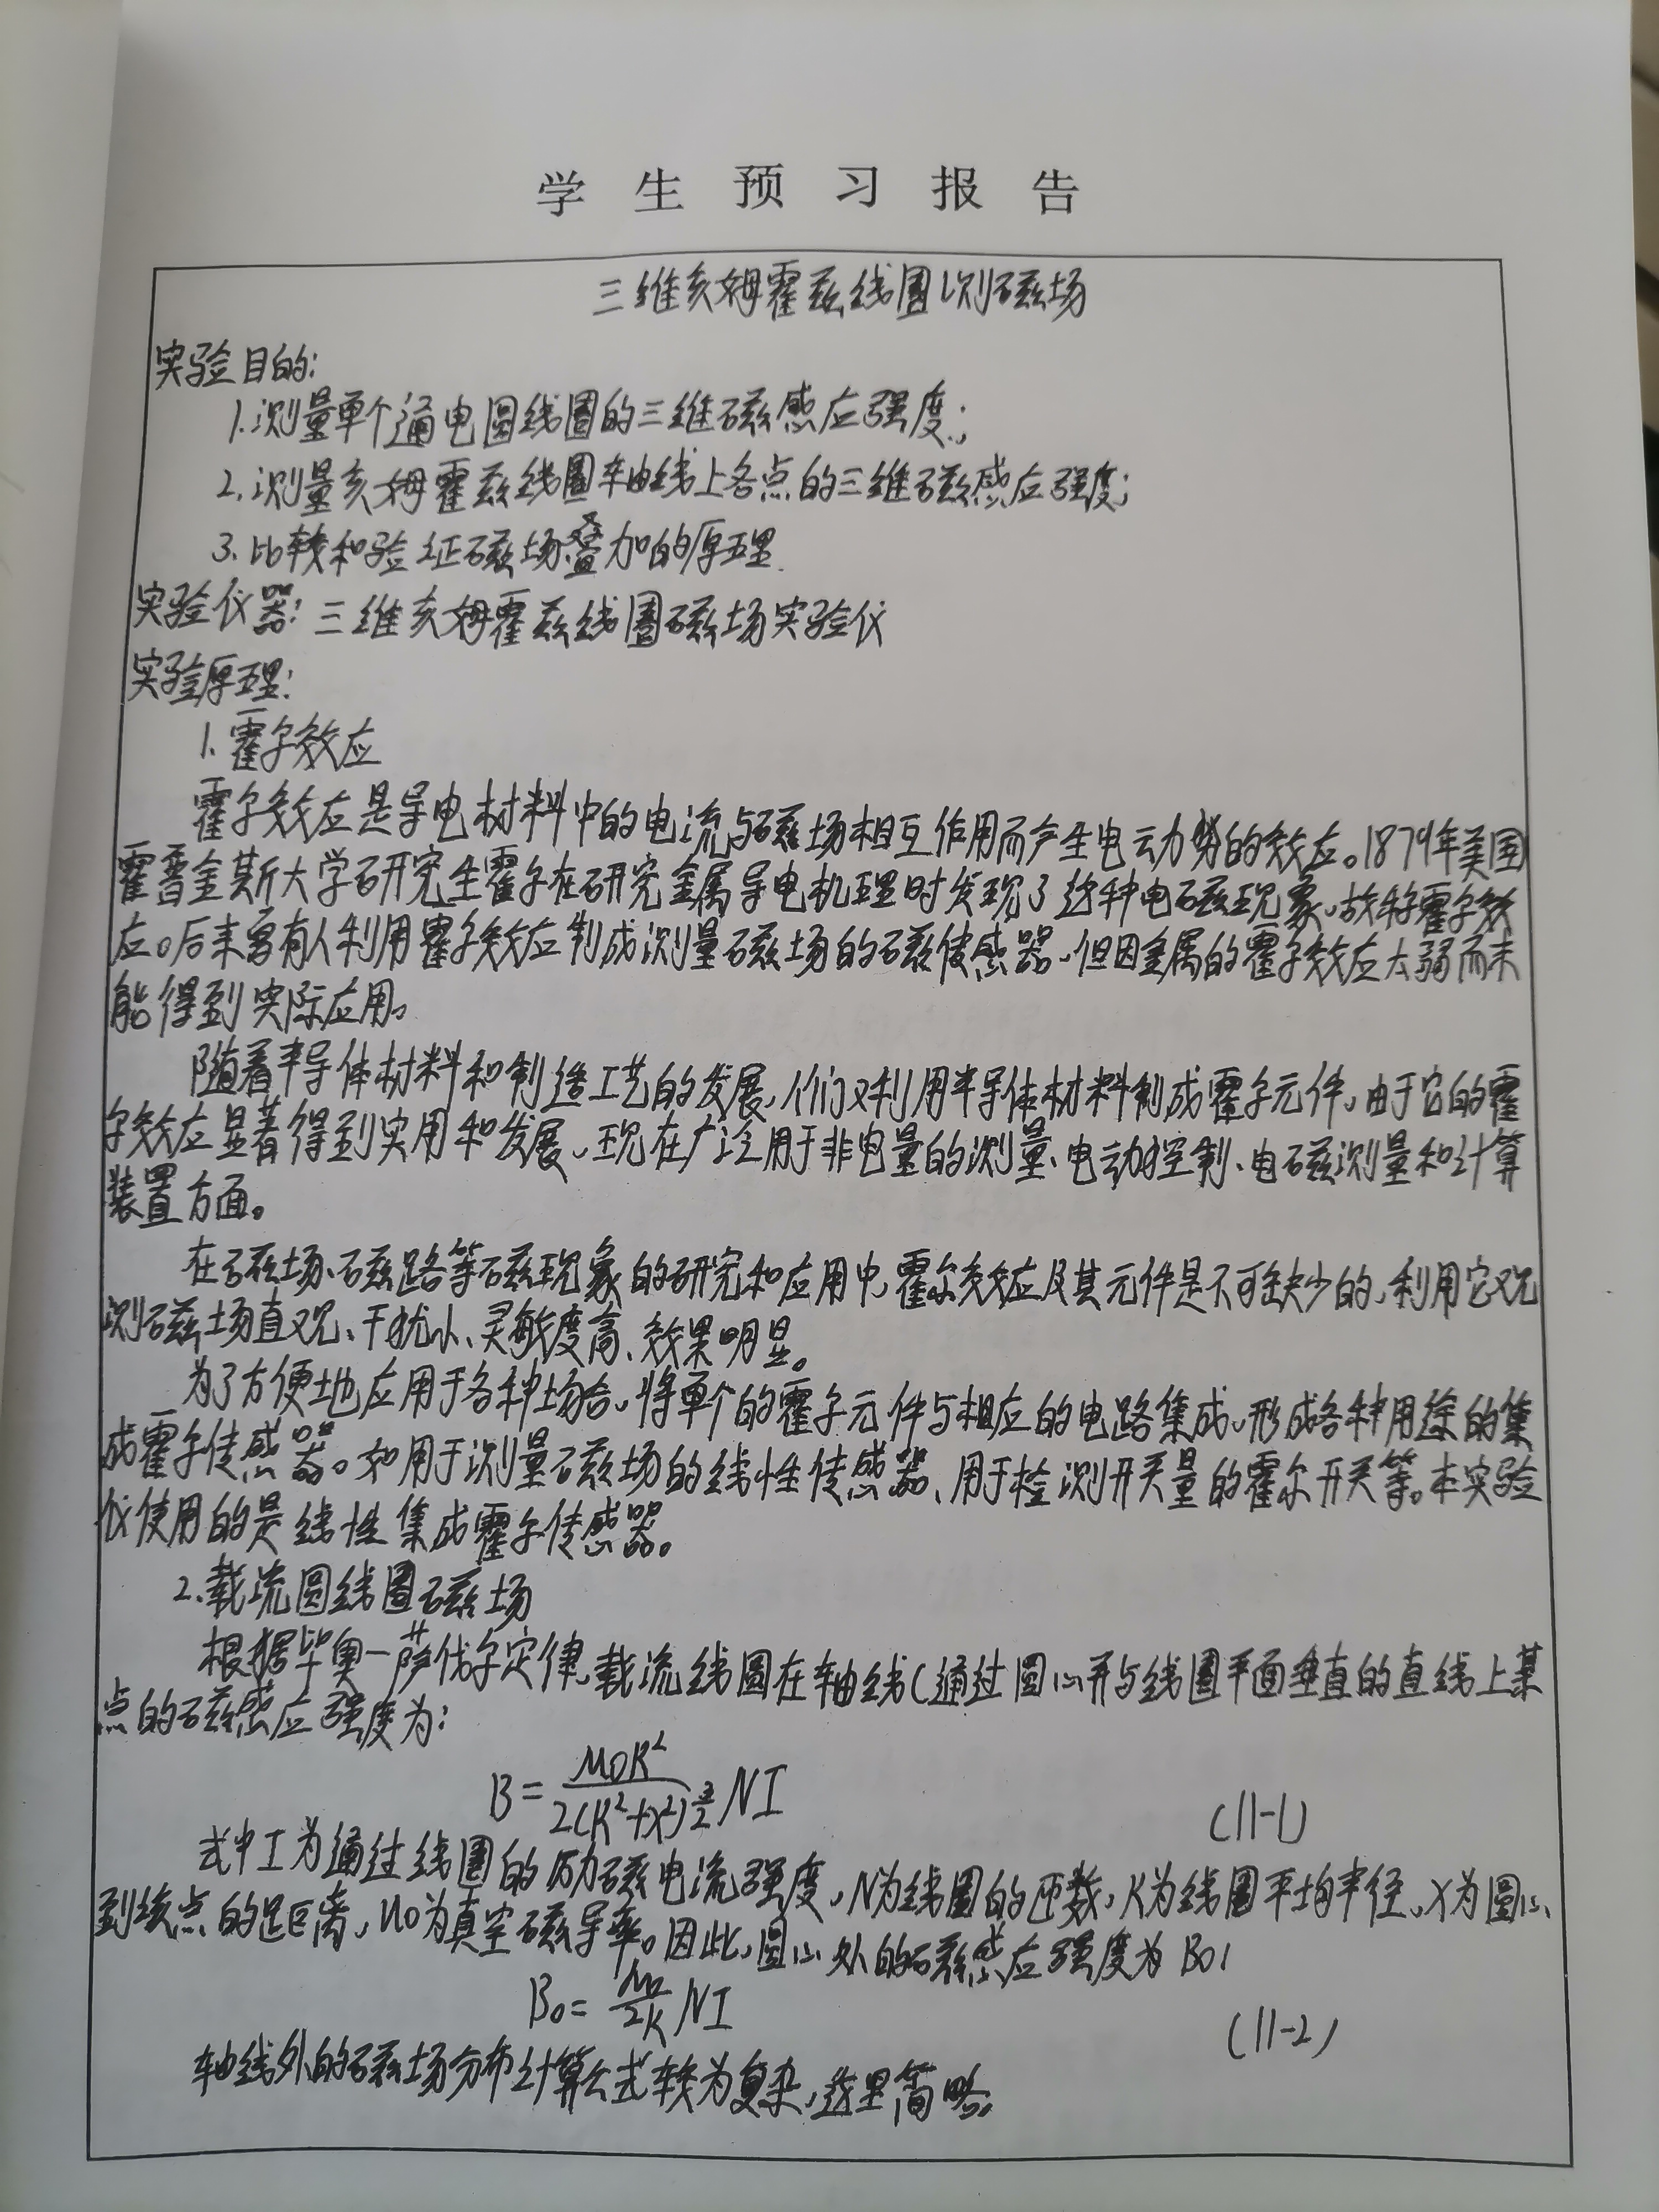 学生预习报告
三维亥姆霍兹线圈测磁场
实验目的:
1.测量单个通电圆线圈的三维磁感应强度;
2.测量亥姆霍兹线圈轴线上各点的三维磁感应强度;
3.比较和验证磁场叠加的原理.
实验仪器:三维亥姆霍兹线圈磁场实验仪
实验原理:
1.霍尔效应
霍尔效应是导电材料中的电流与磁场相互作用而产生电动势的效应。1879年美国
霍普金斯大学研究生霍尔在研究金属导电机理时发现了这种电磁现象,故称霍尔效
应。后来曾有人利用霍尔效应制成测量磁场的磁传感器,但因金属的霍尔效应太弱而未
能得到实际应用。
随着半导体材料和制造工艺的发展,人们又利用半导体材料制成霍尔元件,由于它的霍
尔效应显著得到实用和发展,现在广泛用于非电量的测量、电动控制、电磁测量和计算
装置方面。
在磁场、磁路等磁现象的研究和应用中,霍尔效应及其元件是不可缺少的,利用它观
测磁场直观、干扰小、灵敏度高、效果明显。
为了方便地应用于各种场合,将单个的霍尔元件与相应的电路集成,形成各种用途的集
成霍尔传感器。如用于测量磁场的线性传感器、用于检测开关量的霍尔开关等。本实验
仪使用的是线性集成霍尔传感器。
2.载流圆线圈磁场
根据毕奥一萨伐尔定律,载流线圈在轴线(通过圆心并与线圈平面垂直的直线上某
点的磁感应强度为:
B = \frac{μ0R^2}{2(R^2+x^2)^{\frac{3}{2}}} NI (11-1)
式中I为通过线圈的励磁电流强度,N为线圈的匝数,R为线圈平均半径,x为圆心
到该点的距离,μ0为真空磁导率。因此,圆心处的磁感应强度为B0:
B0 = \frac{μ0}{2R} NI (11-2)
轴线外的磁场分布计算公式较为复杂,这里简略。